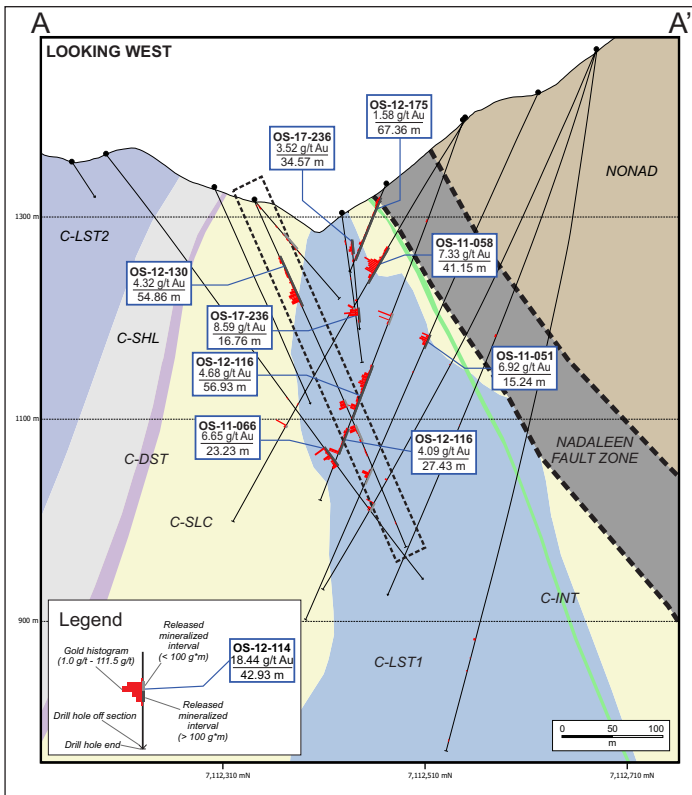 A
A'
LOOKING WEST
OS-12-175
1.58 g/t Au
67.36 m
OS-17-236
3.52 g/t Au
34.57 m
NONAD
1300 m
C-LST2
OS-11-058
7.33 g/t Au
41.15 m
OS-12-130
4.32 g/t Au
54.86 m
OS-17-236
8.59 g/t Au
16.76 m
C-SHL
OS-12-116
4.68 g/t Au
56.93 m
OS-11-051
6.92 g/t Au
15.24 m
1100 m
OS-11-066
6.65 g/t Au
23.23 m
OS-12-116
4.09 g/t Au
27.43 m
NADALEEN
FAULT ZONE
C-DST
C-SLC
C-INT
900 m
C-LST1
Legend
Gold histogram
(1.0 g/t - 111.5 g/t)
Released
mineralized
interval
(< 100 g*m)
OS-12-114
18.44 g/t Au
42.93 m
Released
mineralized
interval
(> 100 g*m)
Drill hole off section
Drill hole end
0 50 100
m
7,112,310 mN
7,112,510 mN
7,112,710 mN